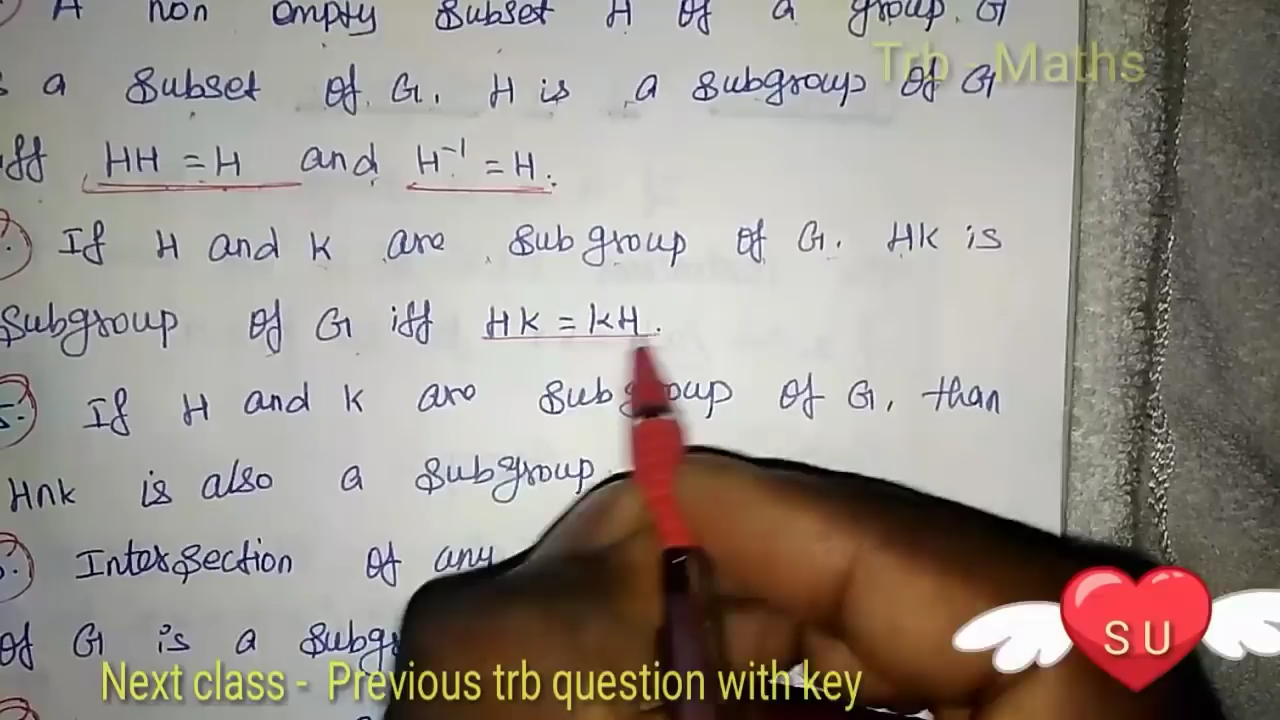 A non empty subset H of a group G
Trb - Maths
a subset of G. H is a subgroup of G
iff HH = H and H⁻¹ = H.
If H and K are subgroup of G. HK is
Subgroup of G iff HK = KH.
5. If H and K are subgroup of G, than
H∩K is also a subgroup
Intersection of any
of G is a
Next class - Previous trb question with key
S U